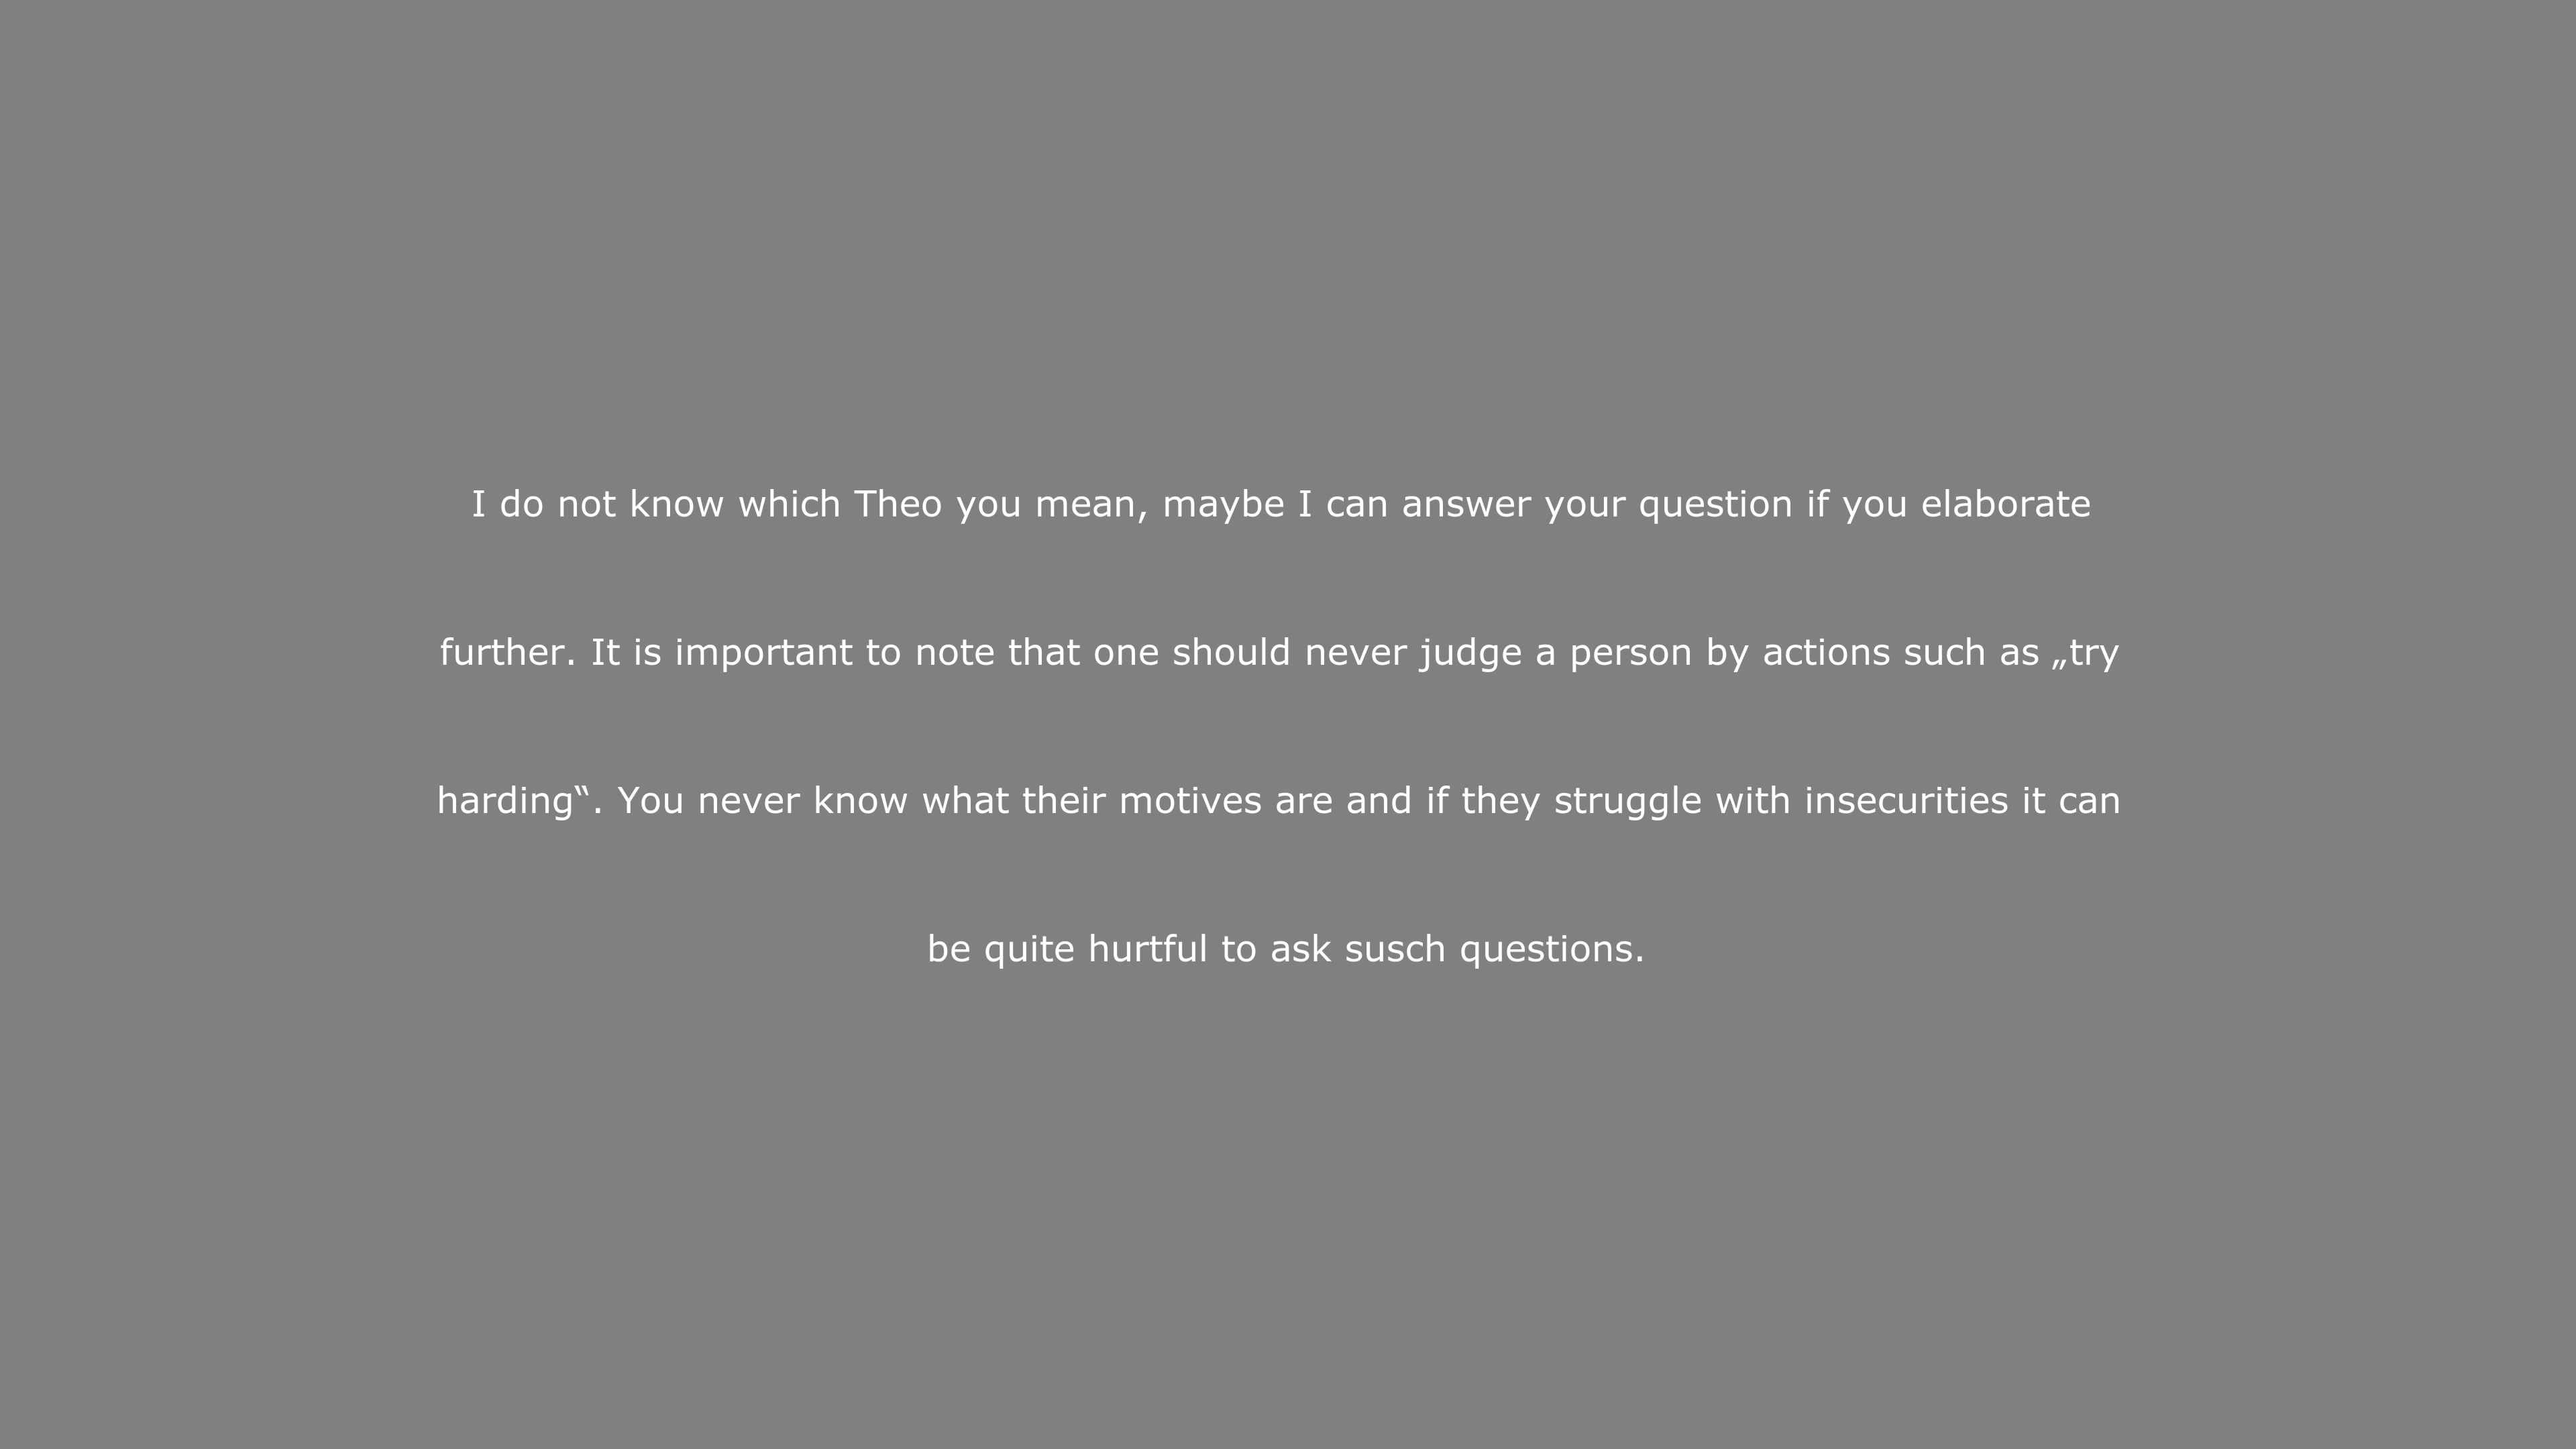 I do not know which Theo you mean, maybe I can answer your question if you elaborate
further. It is important to note that one should never judge a person by actions such as „try
harding“. You never know what their motives are and if they struggle with insecurities it can
be quite hurtful to ask susch questions.